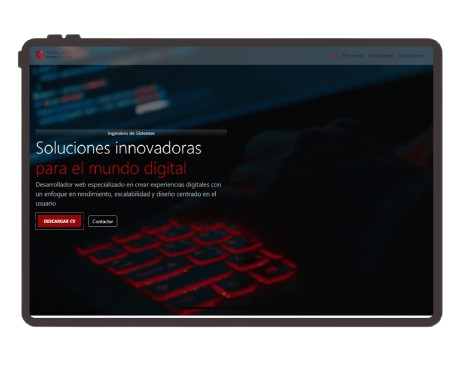 Proyectos Habilidades Contáctame
Ingeniero de Sistemas
Soluciones innovadoras
para el mundo digital
Desarrollador web especializado en crear experiencias digitales con
un enfoque en rendimiento, escalabilidad y diseño centrado en el
usuario
DESCARGAR CV Contactar